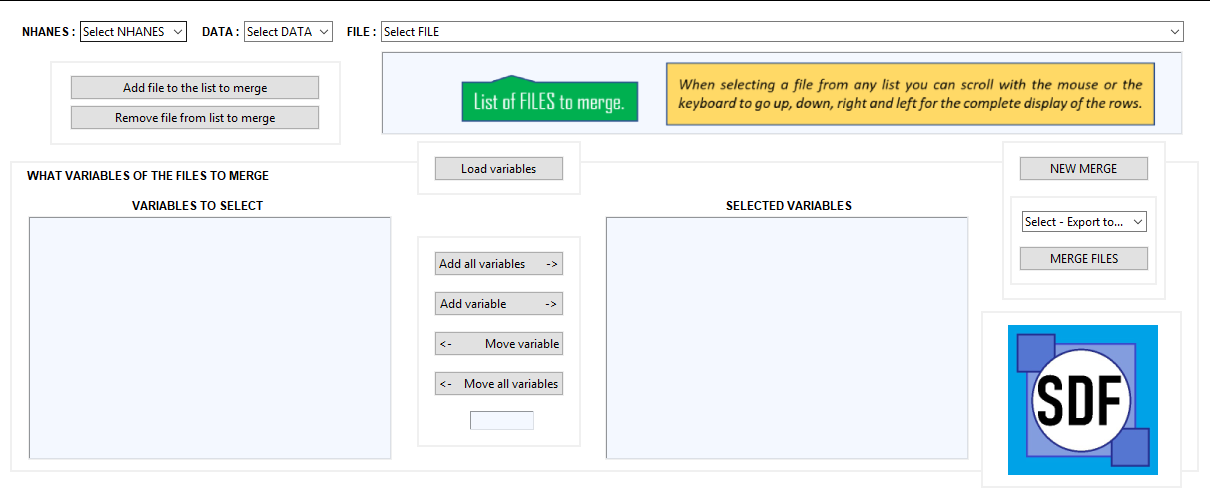 NHANES : Select NHANES DATA : Select DATA FILE : Select FILE
Add file to the list to merge
Remove file from list to merge
List of FILES to merge.
When selecting a file from any list you can scroll with the mouse or the
keyboard to go up, down, right and left for the complete display of the rows.
WHAT VARIABLES OF THE FILES TO MERGE
Load variables
NEW MERGE
VARIABLES TO SELECT
SELECTED VARIABLES
Select - Export to...
MERGE FILES
Add all variables ->
Add variable ->
<- Move variable
<- Move all variables
SDF